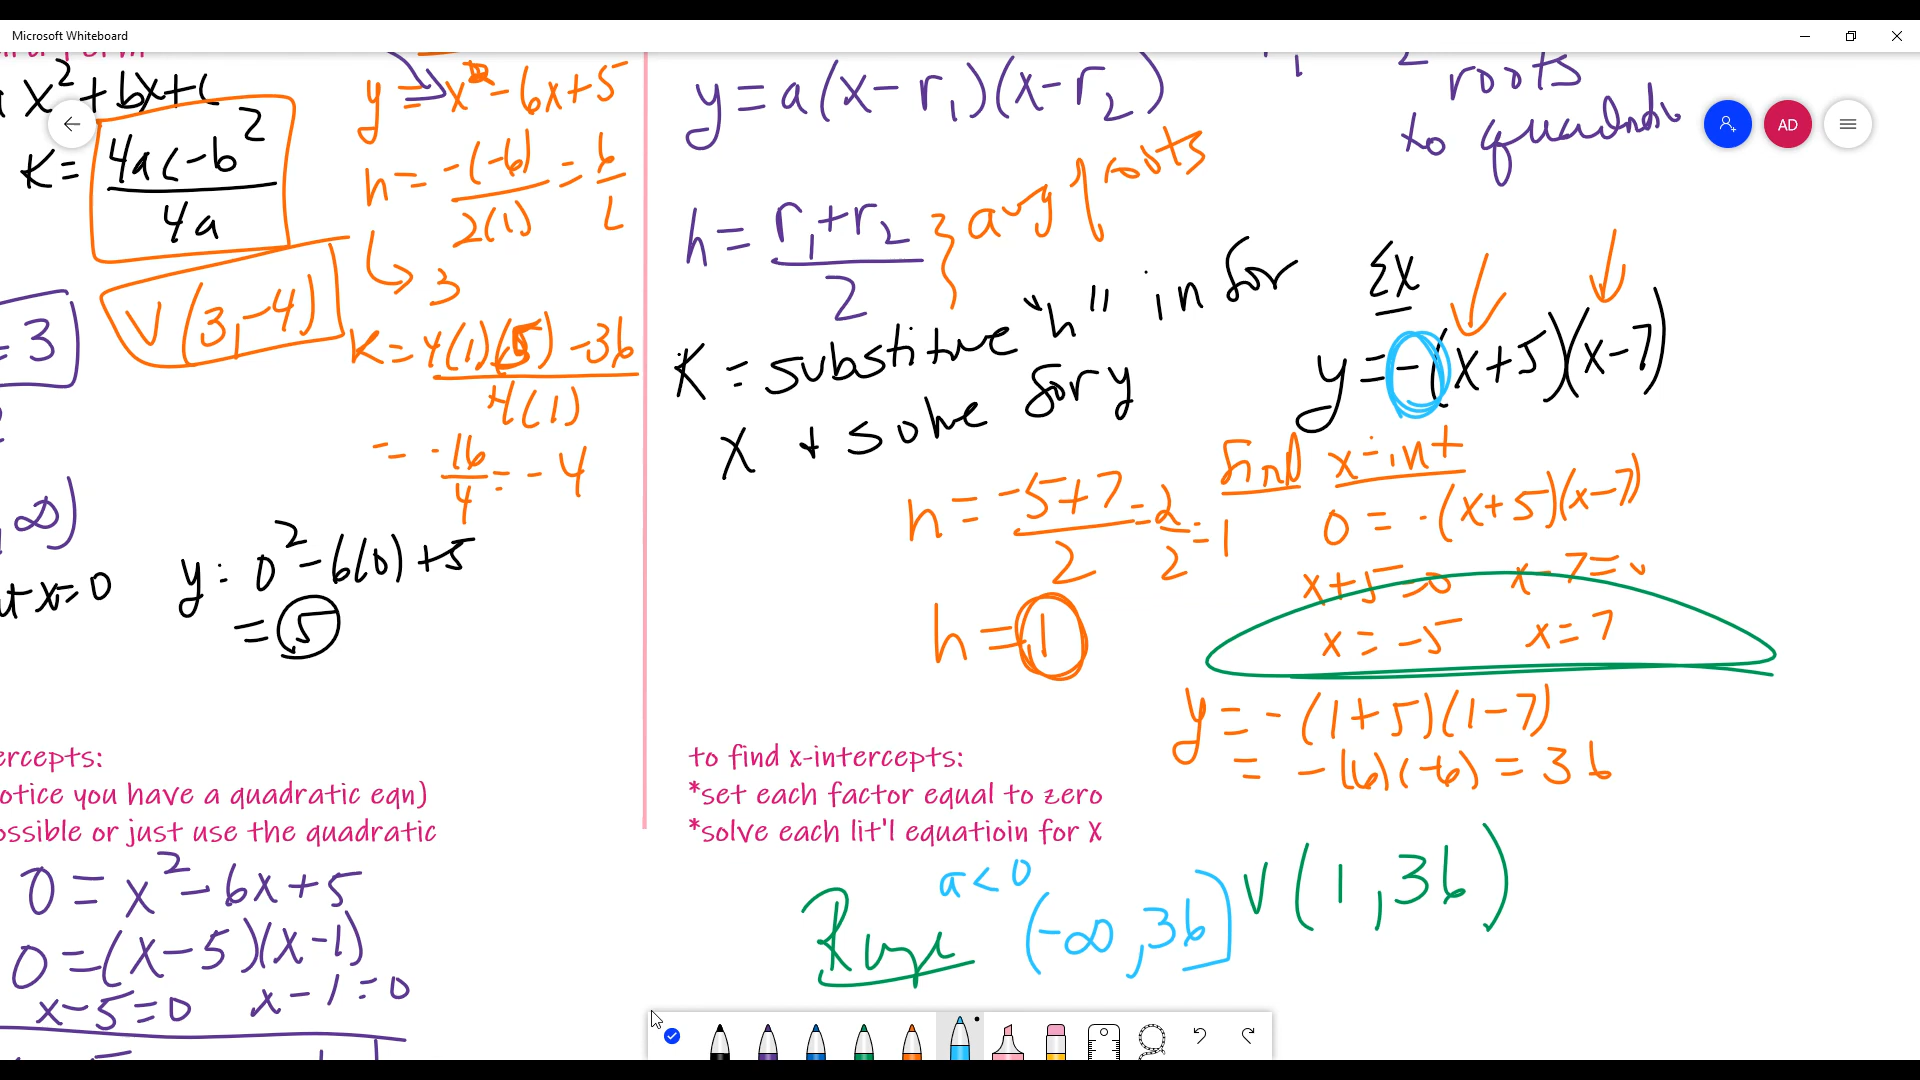 Microsoft Whiteboard
x² + bx + c
K = 4ac - b² / 4a
V (3, -4)
= 3
∞)
x = 0
y = x² - 6x + 5
h = -(-6) / 2(1) = 6 / 2
3
K = 4(1)(5) - 36 / 4(1)
= -16 / 4 = -4
y = 0² - 6(0) + 5
= 5
ercepts:
otice you have a quadratic eqn)
ossible or just use the quadratic
0 = x² - 6x + 5
0 = (x - 5)(x - 1)
x - 5 = 0 x - 1 = 0
y = a(x - r₁)(x - r₂)
roots
to quadratic
AD
h = r₁ + r₂ / 2 } avg of roots
K = substitive "h" in for
X + solve for y
h = -5 + 7 / 2 = 2 / 2 = 1
h = 1
EX
y = -(x + 5)(x - 7)
find x-int
0 = -(x + 5)(x - 7)
x + 5 = 0 x - 7 = 0
x = -5 x = 7
y = -(1 + 5)(1 - 7)
= -(6)(-6) = 36
to find x-intercepts:
*set each factor equal to zero
*solve each lit'l equatioin for X
a < 0
V (1, 36)
Range (-∞, 36]